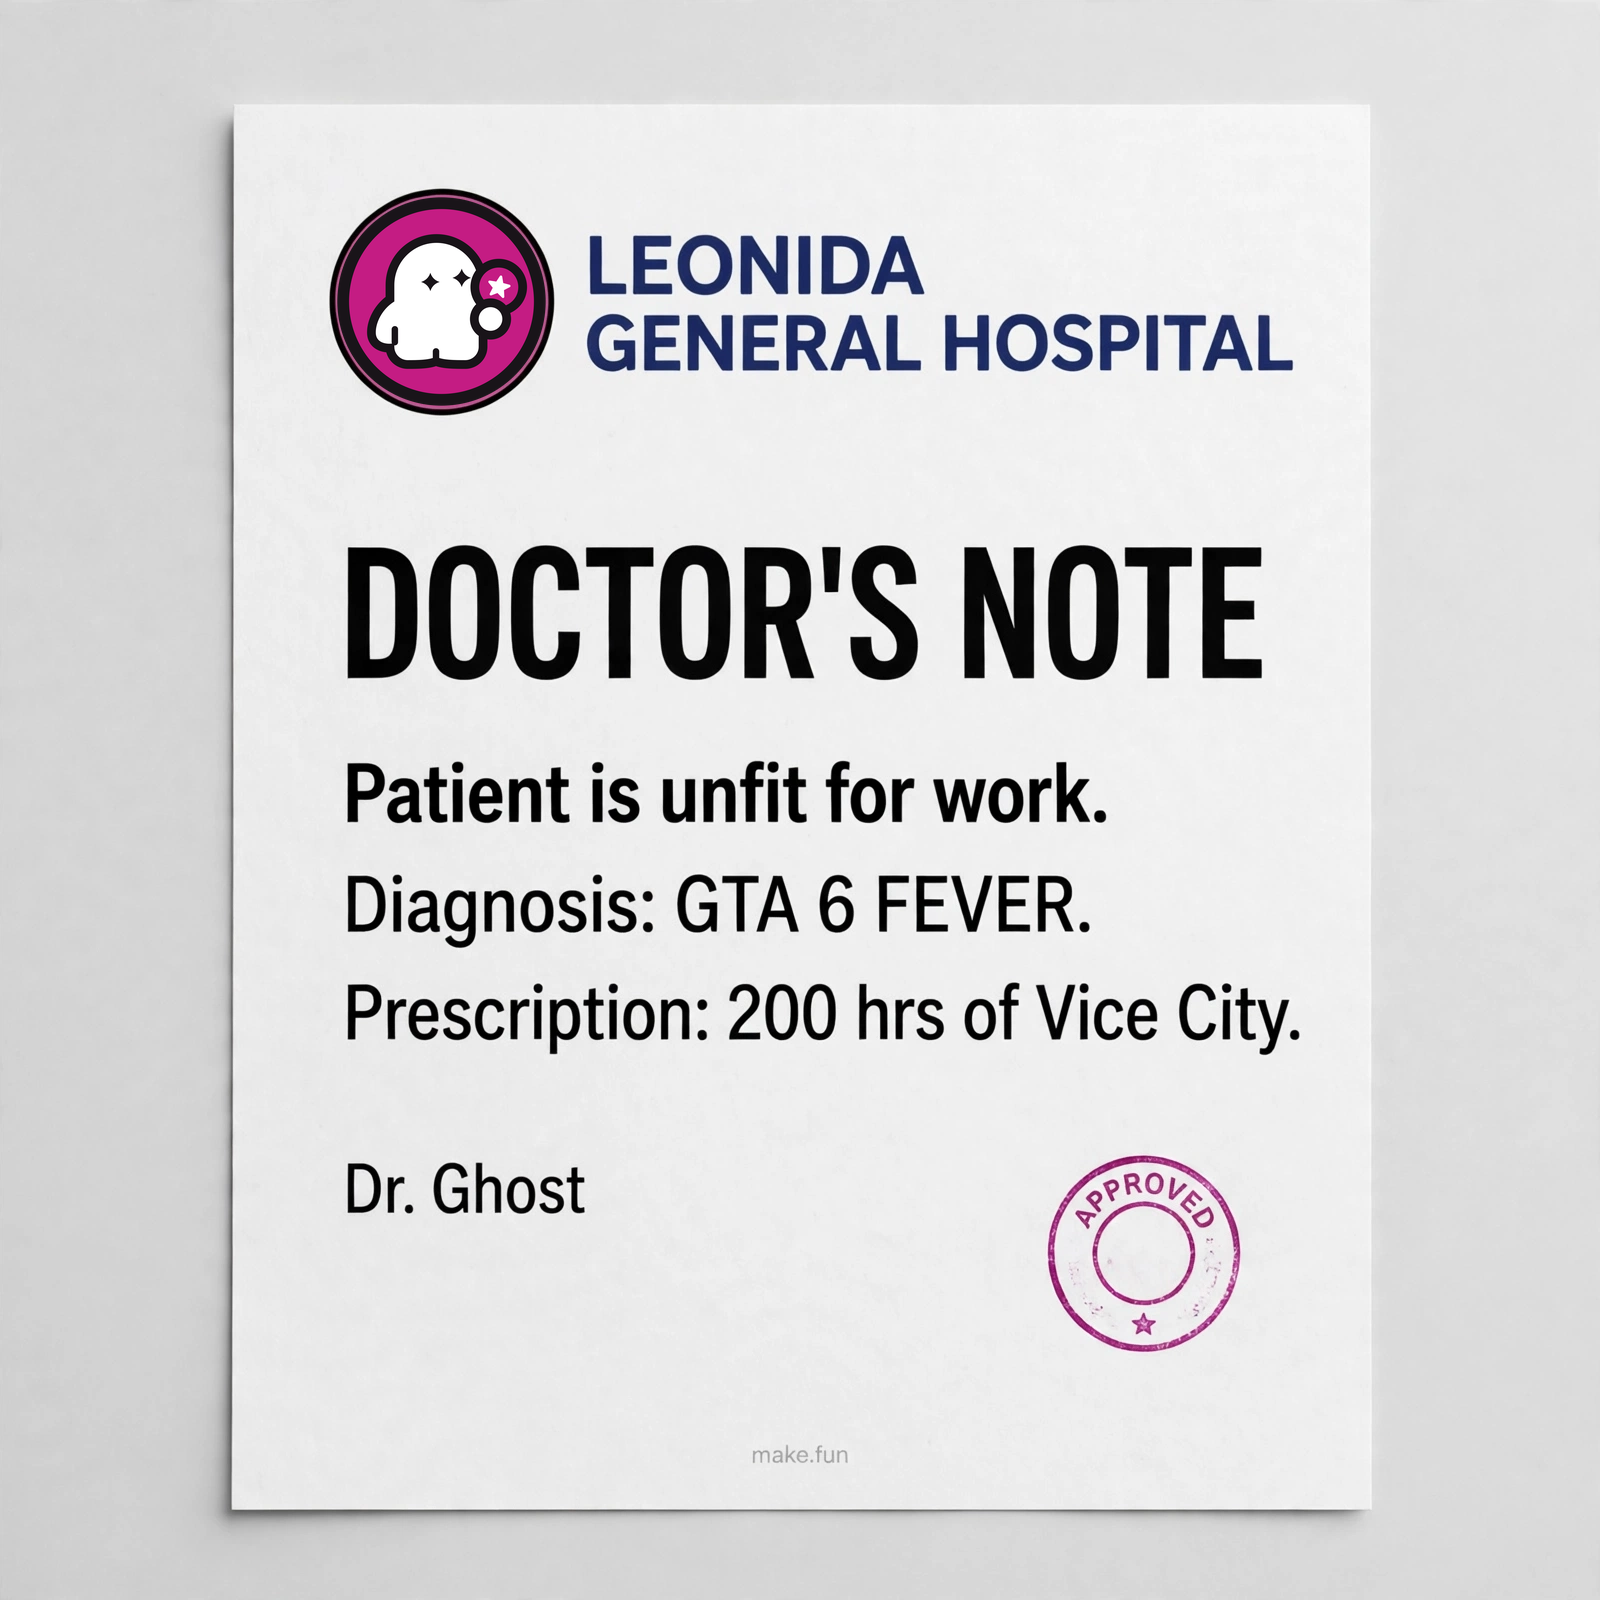 LEONIDA
GENERAL HOSPITAL
DOCTOR'S NOTE
Patient is unfit for work.
Diagnosis: GTA 6 FEVER.
Prescription: 200 hrs of Vice City.
Dr. Ghost
APPROVED
make.fun